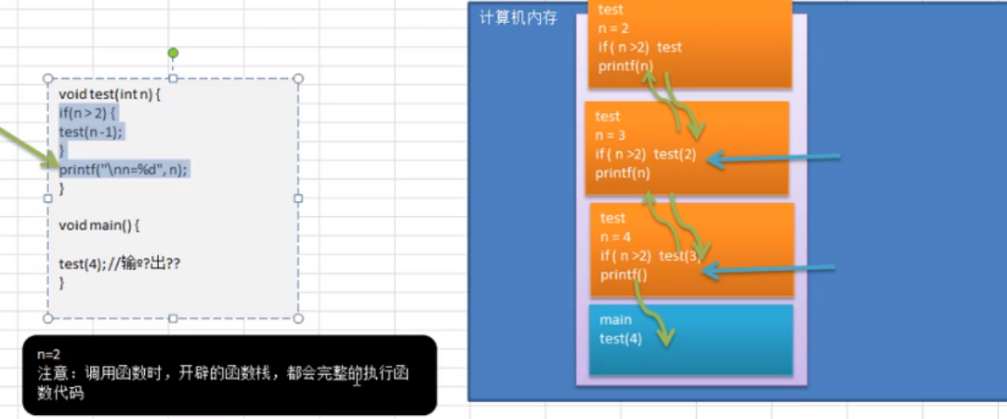 void test(int n) {
if(n > 2) {
test(n -1);
}
printf("\nn=%d", n);
}
void main() {
test(4);//输º?出??
}
n=2
注意：调用函数时，开辟的函数栈，都会完整的执行函
数代码
计算机内存
test
n = 2
if( n >2) test
printf(n)
test
n = 3
if( n >2) test(2)
printf(n)
test
n = 4
if( n >2) test(3)
printf()
main
test(4)